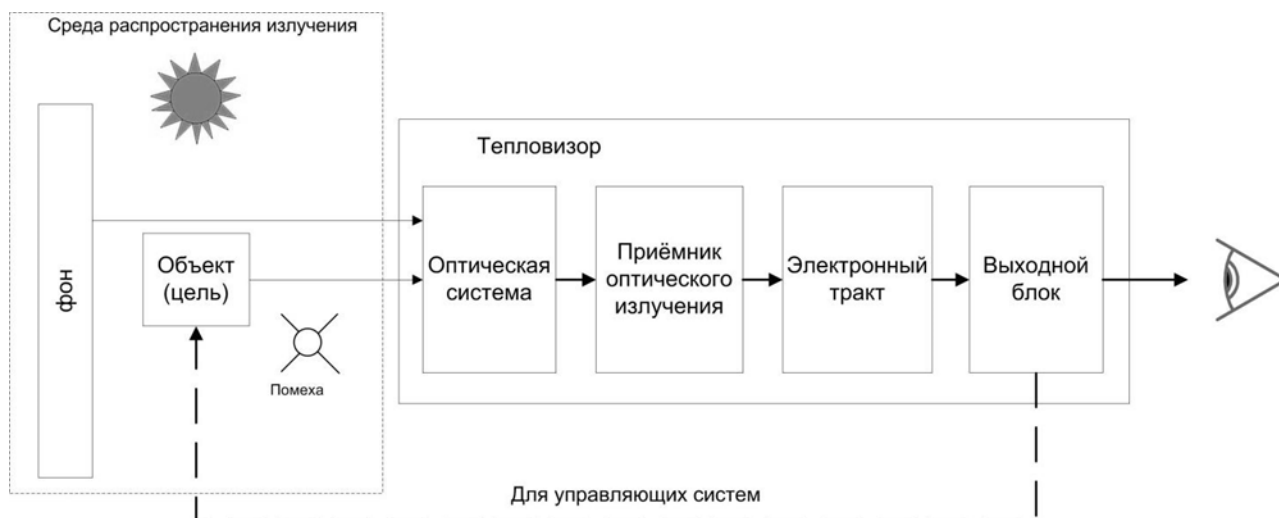 Среда распространения излучения
Тепловизор
фон
Объект
(цель)
Помеха
Оптическая
система
Приёмник
оптического
излучения
Электронный
тракт
Выходной
блок
Для управляющих систем